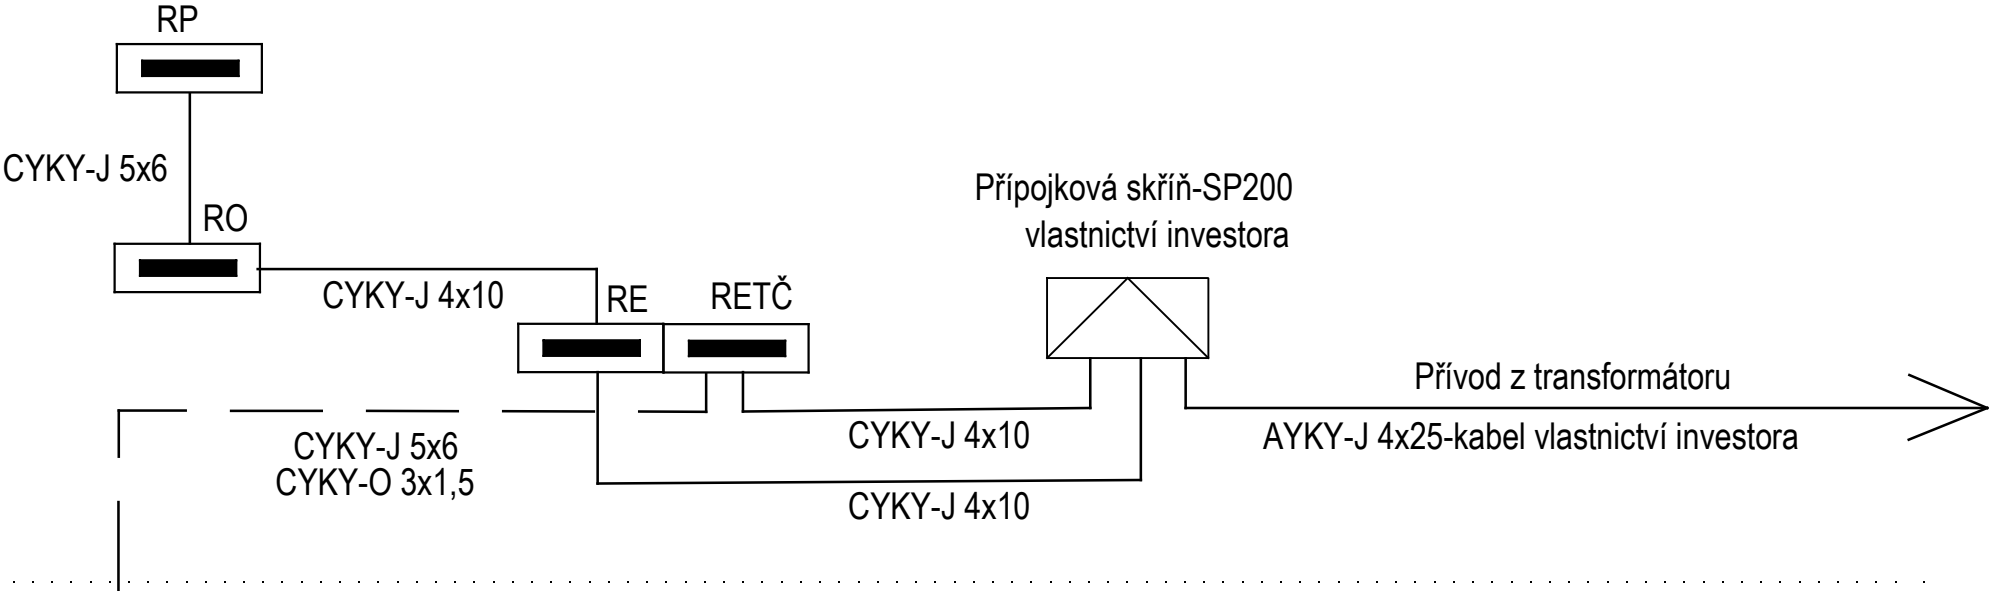 RP
CYKY-J 5x6
RO
CYKY-J 4x10
RE
RETČ
Přípojková skříň-SP200
vlastnictví investora
Přívod z transformátoru
AYKY-J 4x25-kabel vlastnictví investora
CYKY-J 4x10
CYKY-J 5x6
CYKY-O 3x1,5
CYKY-J 4x10